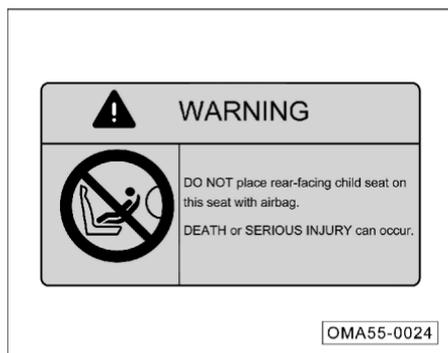 WARNING
DO NOT place rear-facing child seat on
this seat with airbag.
DEATH or SERIOUS INJURY can occur.
OMA55-0024